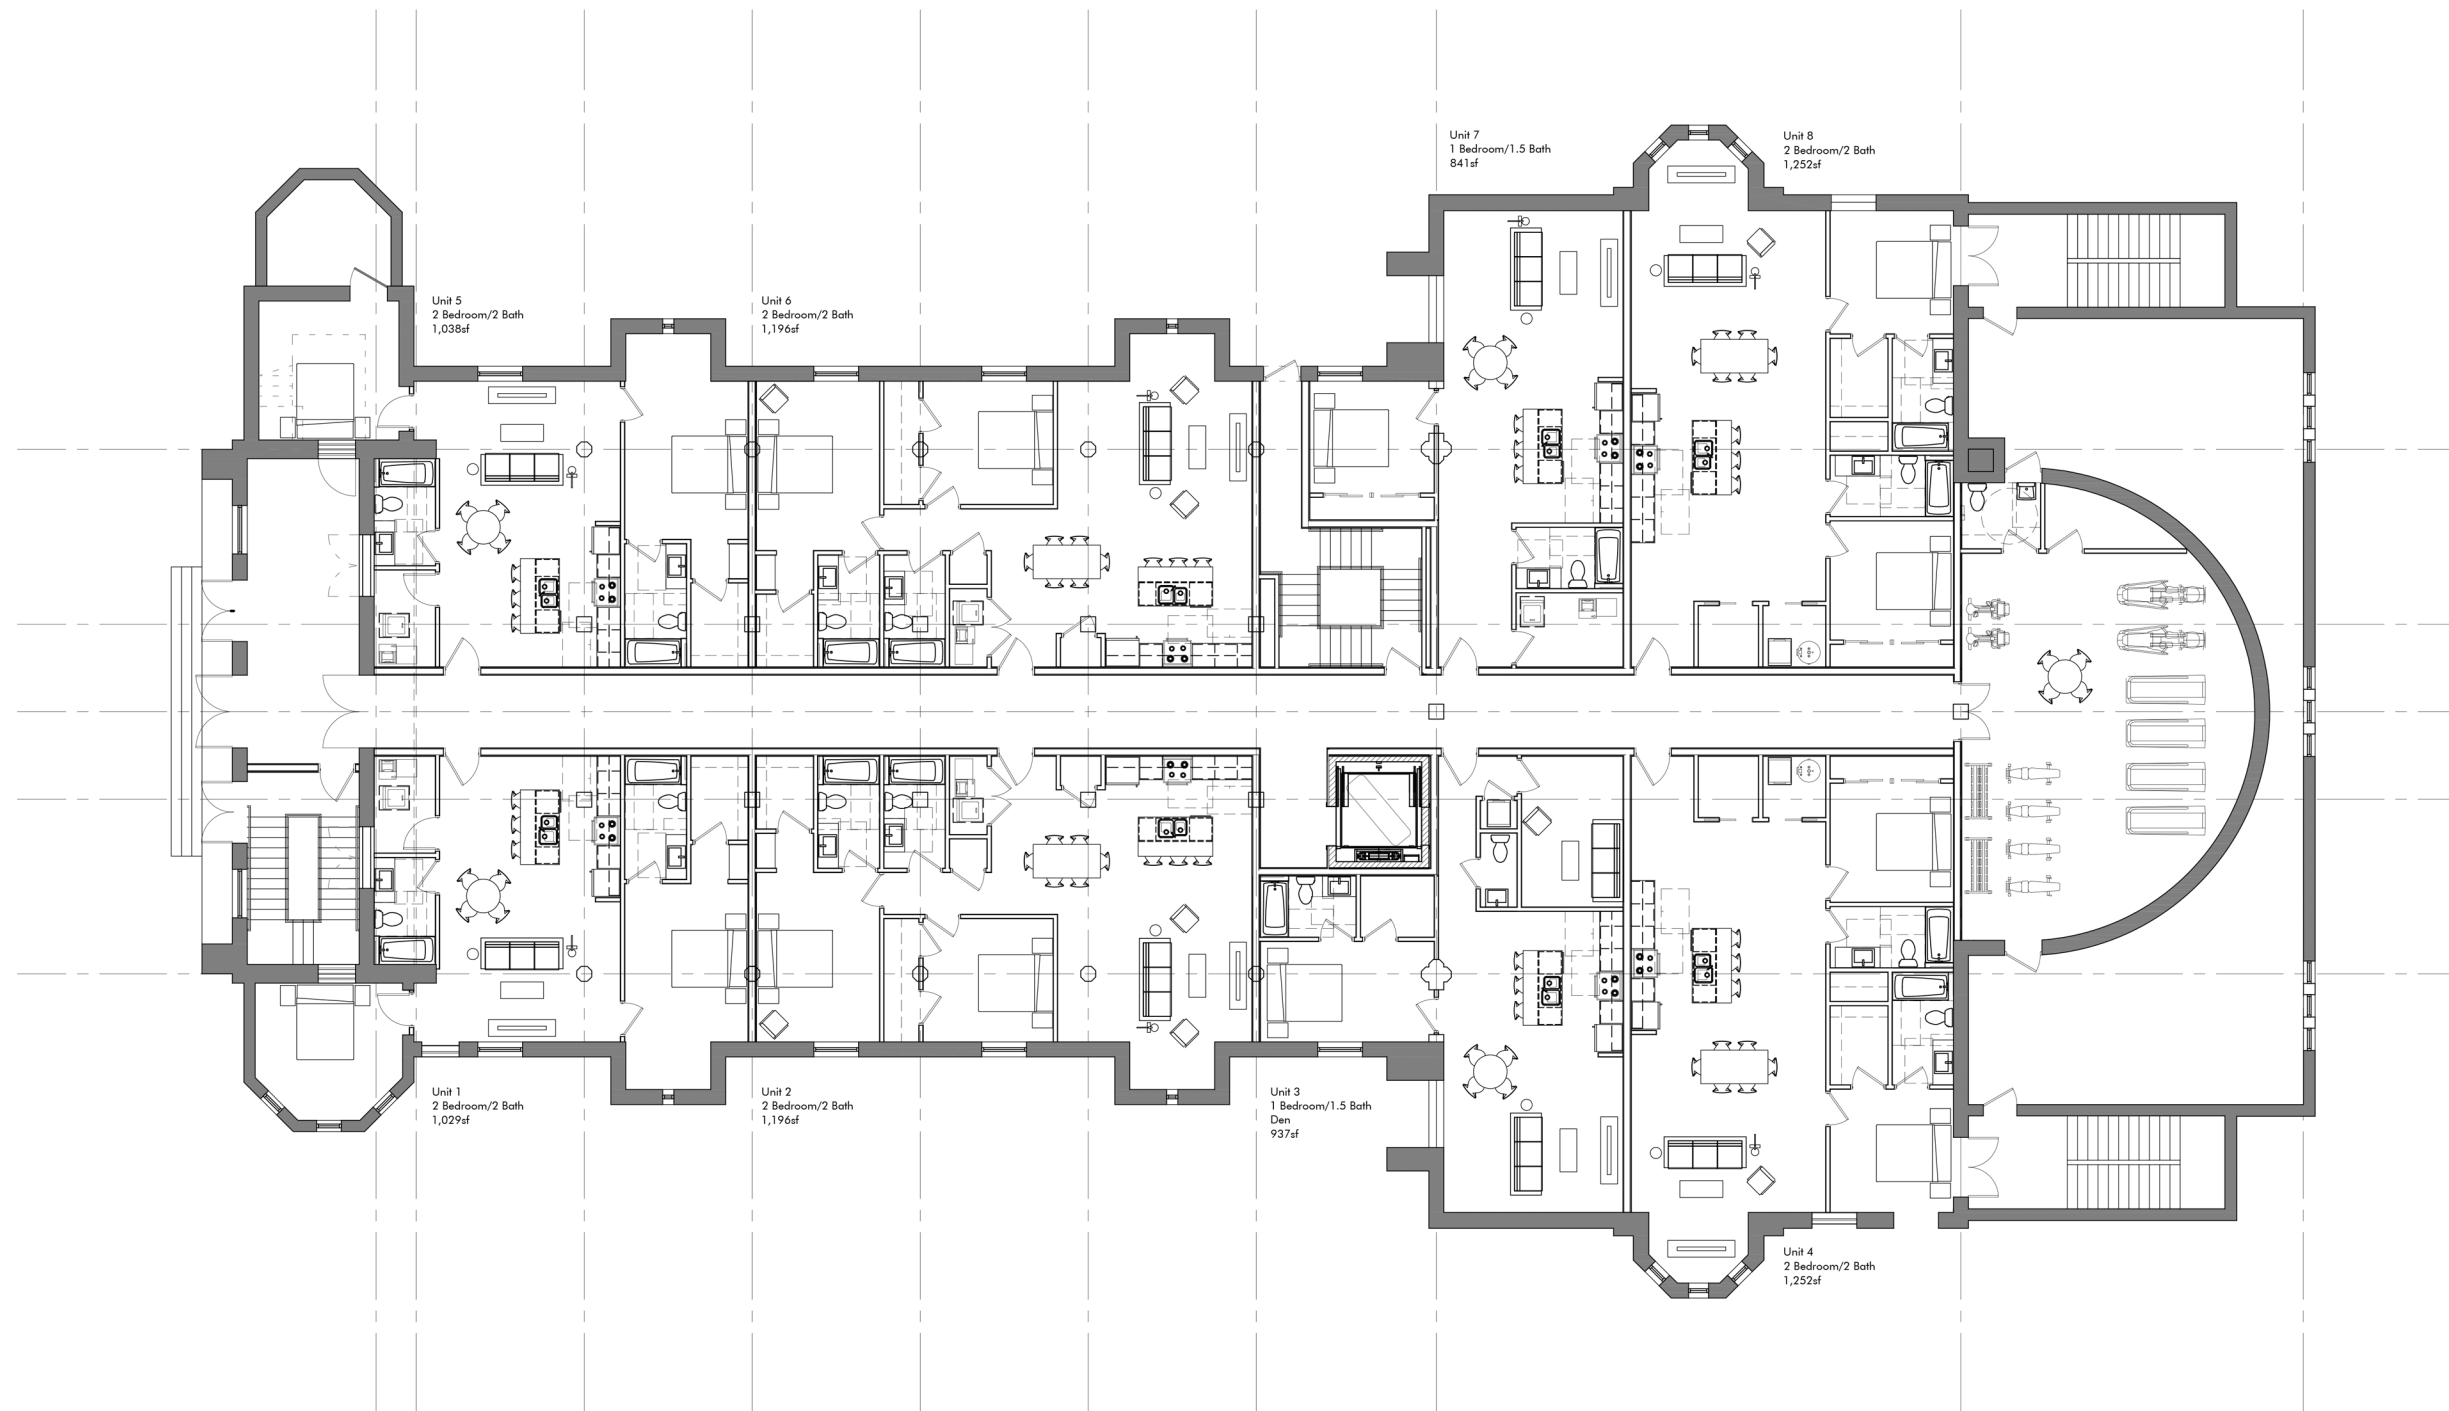 Unit 7
1 Bedroom/1.5 Bath
841sf
Unit 8
2 Bedroom/2 Bath
1,252sf
Unit 5
2 Bedroom/2 Bath
1,038sf
Unit 6
2 Bedroom/2 Bath
1,196sf
Unit 1
2 Bedroom/2 Bath
1,029sf
Unit 2
2 Bedroom/2 Bath
1,196sf
Unit 3
1 Bedroom/1.5 Bath
Den
937sf
Unit 4
2 Bedroom/2 Bath
1,252sf